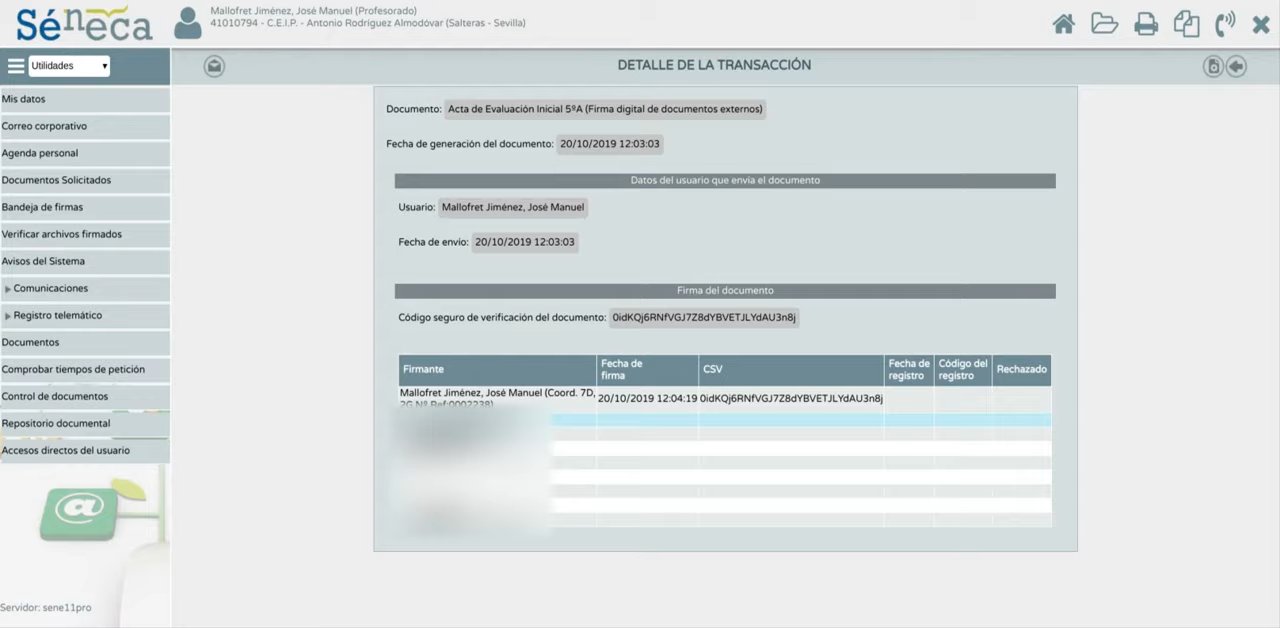 Séneca
Mallofret Jiménez, José Manuel (Profesorado)
41010794 - C.E.I.P. - Antonio Rodríguez Almodóvar (Salteras - Sevilla)
Utilidades
DETALLE DE LA TRANSACCIÓN
Mis datos
Correo corporativo
Agenda personal
Documentos Solicitados
Bandeja de firmas
Verificar archivos firmados
Avisos del Sistema
Comunicaciones
Registro telemático
Documentos
Comprobar tiempos de petición
Control de documentos
Repositorio documental
Accesos directos del usuario
Servidor: sene11pro
Documento: Acta de Evaluación Inicial 5ºA (Firma digital de documentos externos)
Fecha de generación del documento: 20/10/2019 12:03:03
Datos del usuario que envía el documento
Usuario: Mallofret Jiménez, José Manuel
Fecha de envío: 20/10/2019 12:03:03
Firma del documento
Código seguro de verificación del documento: 0idKQj6RNfVGJ7Z8dYBVETJLYdAU3n8j
Firmante Fecha de firma CSV Fecha de registro Código del registro Rechazado
Mallofret Jiménez, José Manuel (Coord. 7D, 20/10/2019 12:04:19 0idKQj6RNfVGJ7Z8dYBVETJLYdAU3n8j
2G Nº Ref:0002238)